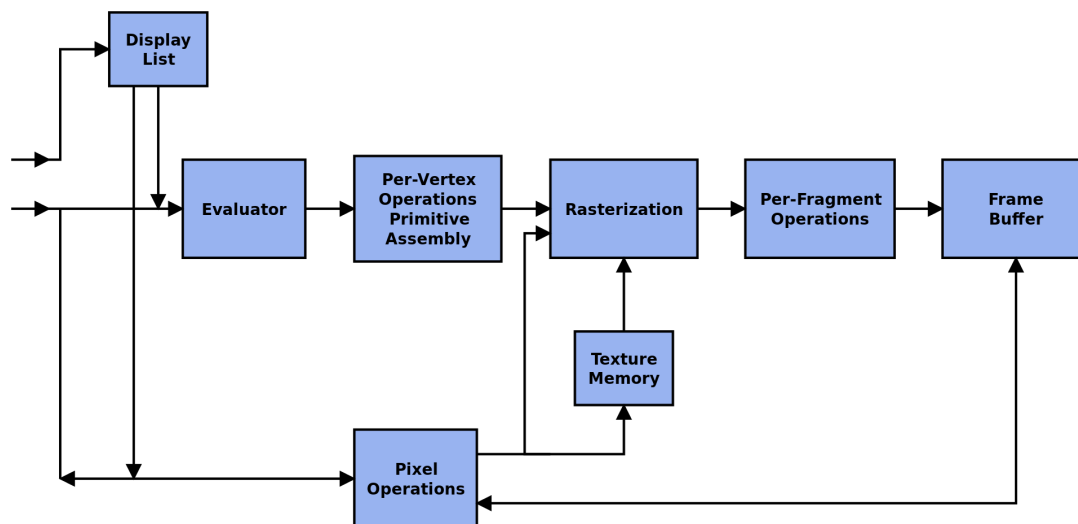 Display
List
Evaluator
Per-Vertex
Operations
Primitive
Assembly
Rasterization
Per-Fragment
Operations
Frame
Buffer
Texture
Memory
Pixel
Operations